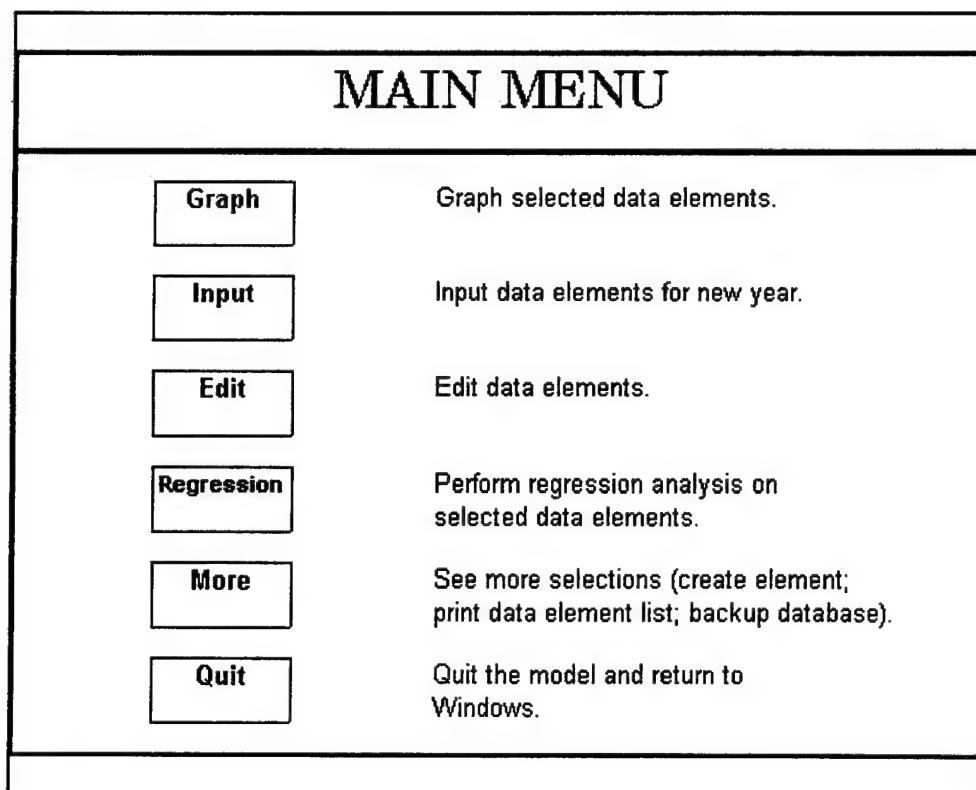 MAIN MENU
Graph
Graph selected data elements.
Input
Input data elements for new year.
Edit
Edit data elements.
Regression
Perform regression analysis on
selected data elements.
More
See more selections (create element;
print data element list; backup database).
Quit
Quit the model and return to
Windows.